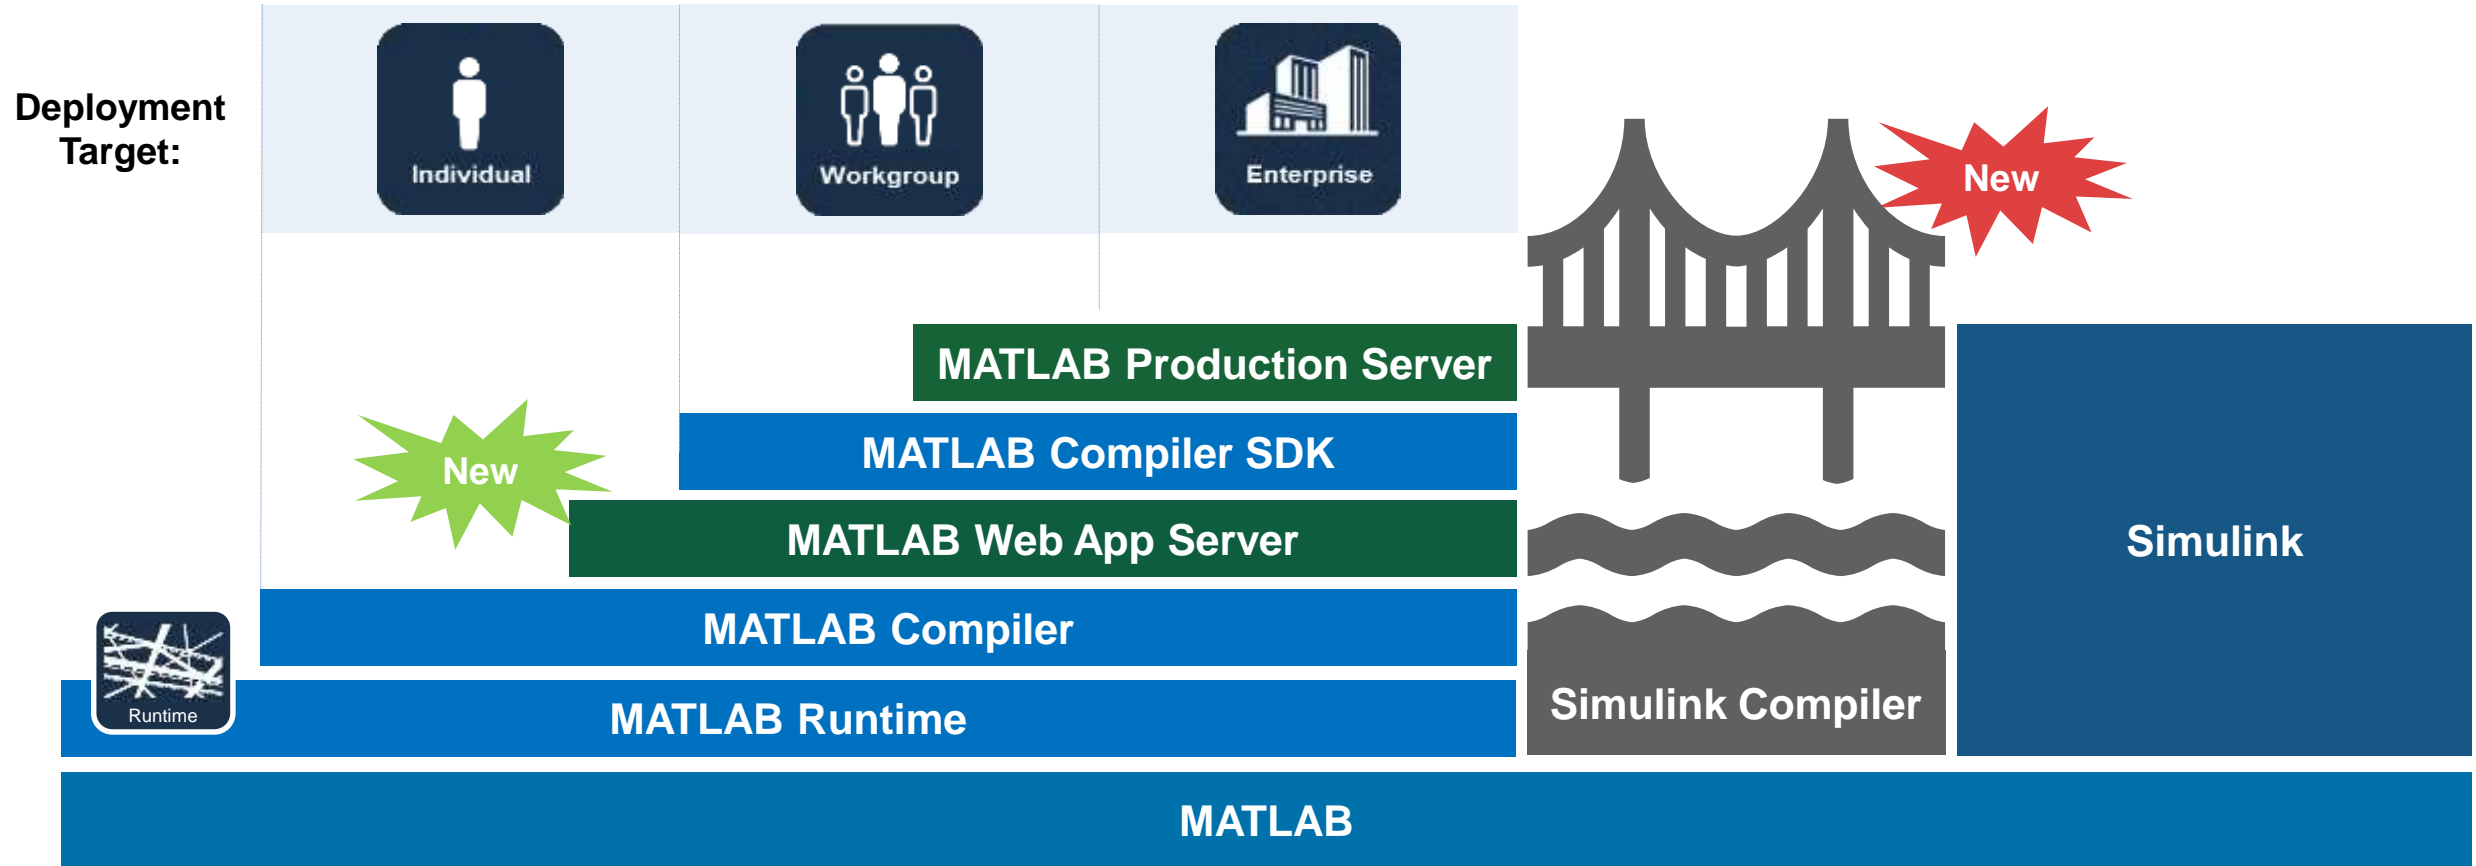 Deployment
Target:
Individual
Workgroup
Enterprise
New
MATLAB Production Server
MATLAB Compiler SDK
New
MATLAB Web App Server
Simulink
MATLAB Compiler
Runtime
MATLAB Runtime
Simulink Compiler
MATLAB